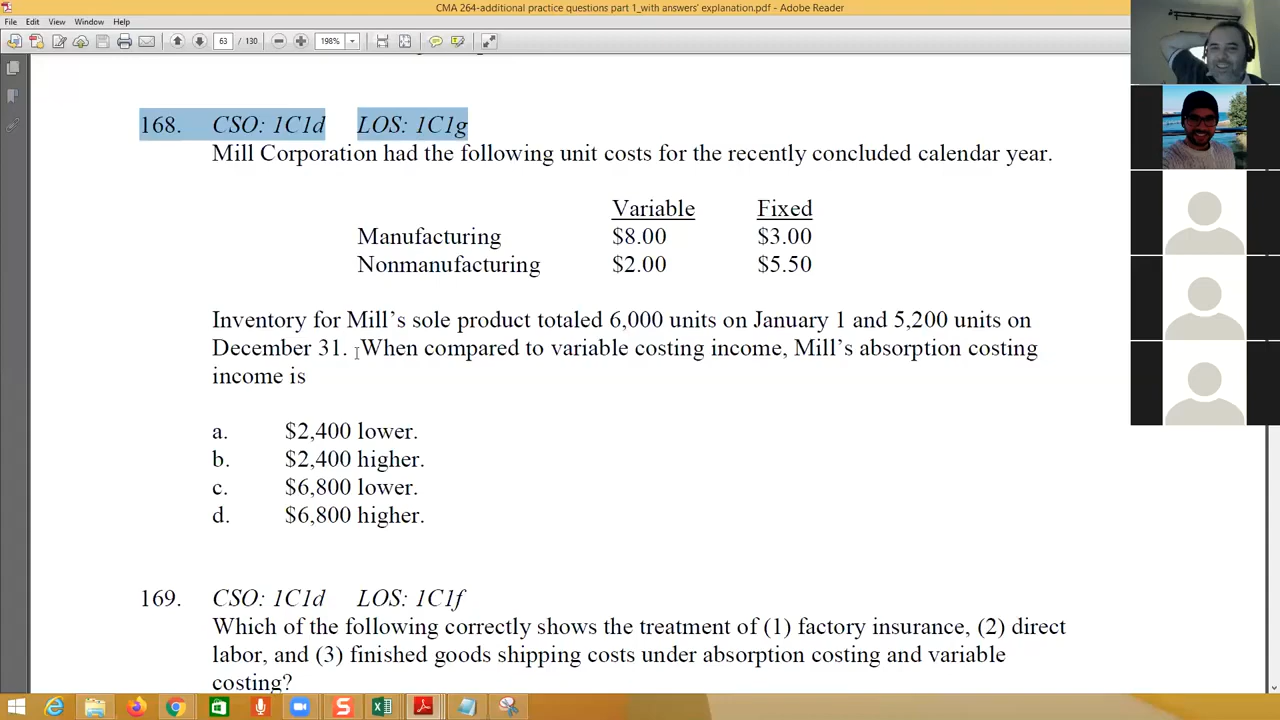 CMA 264-additional practice questions part 1_with answers' explanation.pdf - Adobe Reader
File Edit View Window Help
63 / 130 198%
168. CSO: 1C1d LOS: 1C1g
Mill Corporation had the following unit costs for the recently concluded calendar year.
Variable Fixed
Manufacturing $8.00 $3.00
Nonmanufacturing $2.00 $5.50
Inventory for Mill's sole product totaled 6,000 units on January 1 and 5,200 units on
December 31. When compared to variable costing income, Mill's absorption costing
income is
a. $2,400 lower.
b. $2,400 higher.
c. $6,800 lower.
d. $6,800 higher.
169. CSO: 1C1d LOS: 1C1f
Which of the following correctly shows the treatment of (1) factory insurance, (2) direct
labor, and (3) finished goods shipping costs under absorption costing and variable
costing?